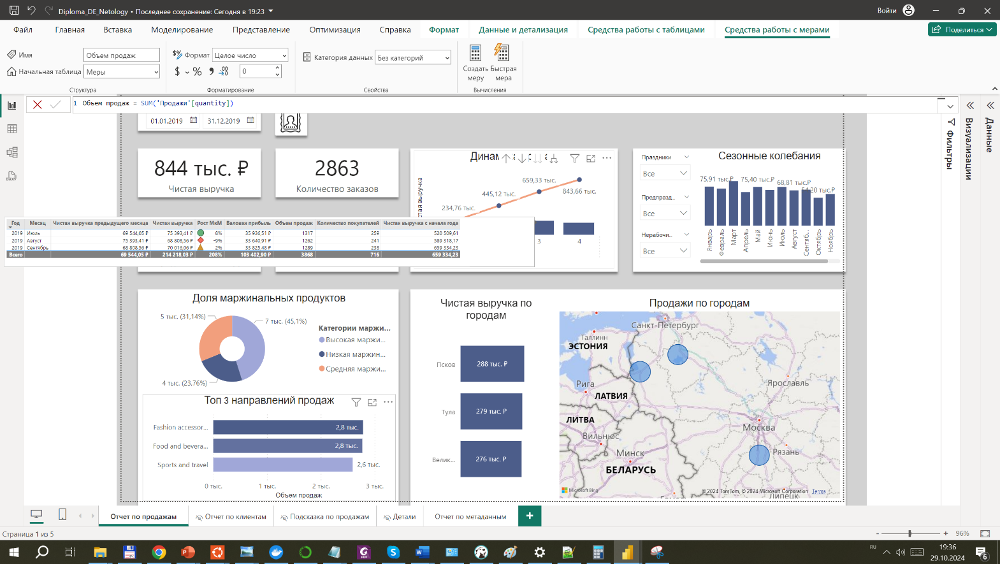 Diploma_DE_Netology • Последнее сохранение: Сегодня в 19:23
Войти
Файл Главная Вставка Моделирование Представление Оптимизация Справка Формат Данные и детализация Средства работы с таблицами Средства работы с мерами Поделиться
Имя Объем продаж
Начальная таблица Меры
Структура
Формат Целое число
$ % 0
Форматирование
Категория данных Без категорий
Свойства
Создать меру
Быстрая мера
Вычисления
1 Объем продаж = SUM('Продажи'[quantity])
01.01.2019 31.12.2019
844 тыс. ₽
Чистая выручка
2863
Количество заказов
659,33 тыс.
445,12 тыс.
843,66 тыс.
234,76 тыс.
3 4
Праздники
Все
Предпразд...
Все
Нерабочи...
Все
Сезонные колебания
75,91 тыс.₽ 75,40 тыс.₽ 68,81 тыс.₽
Январь
Февраль
Март
Апрель
Май
Июнь
Июль
Август
Сентяб...
Октябрь
Ноябрь
Год Месяц Чистая выручка предыдущего месяца Чистая выручка Рост МкМ Валовая прибыль Объем продаж Количество покупателей Чистая выручка с начала года
2019 Июль 69 544,05 ₽ 75 393,41 ₽ 8% 35 936,51 ₽ 1317 259 520 509,61
2019 Август 75 393,41 ₽ 68 808,56 ₽ -9% 33 640,91 ₽ 1262 241 589 318,17
2019 Сентябрь 68 808,56 ₽ 70 016,06 ₽ 2% 33 825,48 ₽ 1289 238 659 334,23
Всего 69 544,05 ₽ 214 218,03 ₽ 208% 103 402,90 ₽ 3868 716 659 334,23
Доля маржинальных продуктов
5 тыс. (31,14%)
7 тыс. (45,1%)
4 тыс. (23,76%)
Категории маржи...
Высокая маржи...
Низкая маржин...
Средняя маржи...
Топ 3 направлений продаж
Fashion accessor... 2,8 тыс.
Food and bevera... 2,8 тыс.
Sports and travel 2,6 тыс.
0 тыс. 1 тыс. 2 тыс. 3 тыс.
Объем продаж
Чистая выручка по
городам
Псков 288 тыс. ₽
Тула 279 тыс. ₽
Велик... 276 тыс. ₽
Продажи по городам
Санкт-Петербург
Таллинн
ЭСТОНИЯ
Рига
ЛАТВИЯ
Ярославль
ЛИТВА
Вильнюс
Москва
Минск
Рязань
БЕЛАРУСЬ
Липецк
Microsoft Bing
© 2024 TomTom, © 2024 Microsoft Corporation Terms
Фильтры
Визуализации
Данные
Отчет по продажам Отчет по клиентам Подсказка по продажам Детали Отчет по метаданным +
Страница 1 из 5
- + 96%
RU
19:36
29.10.2024
6